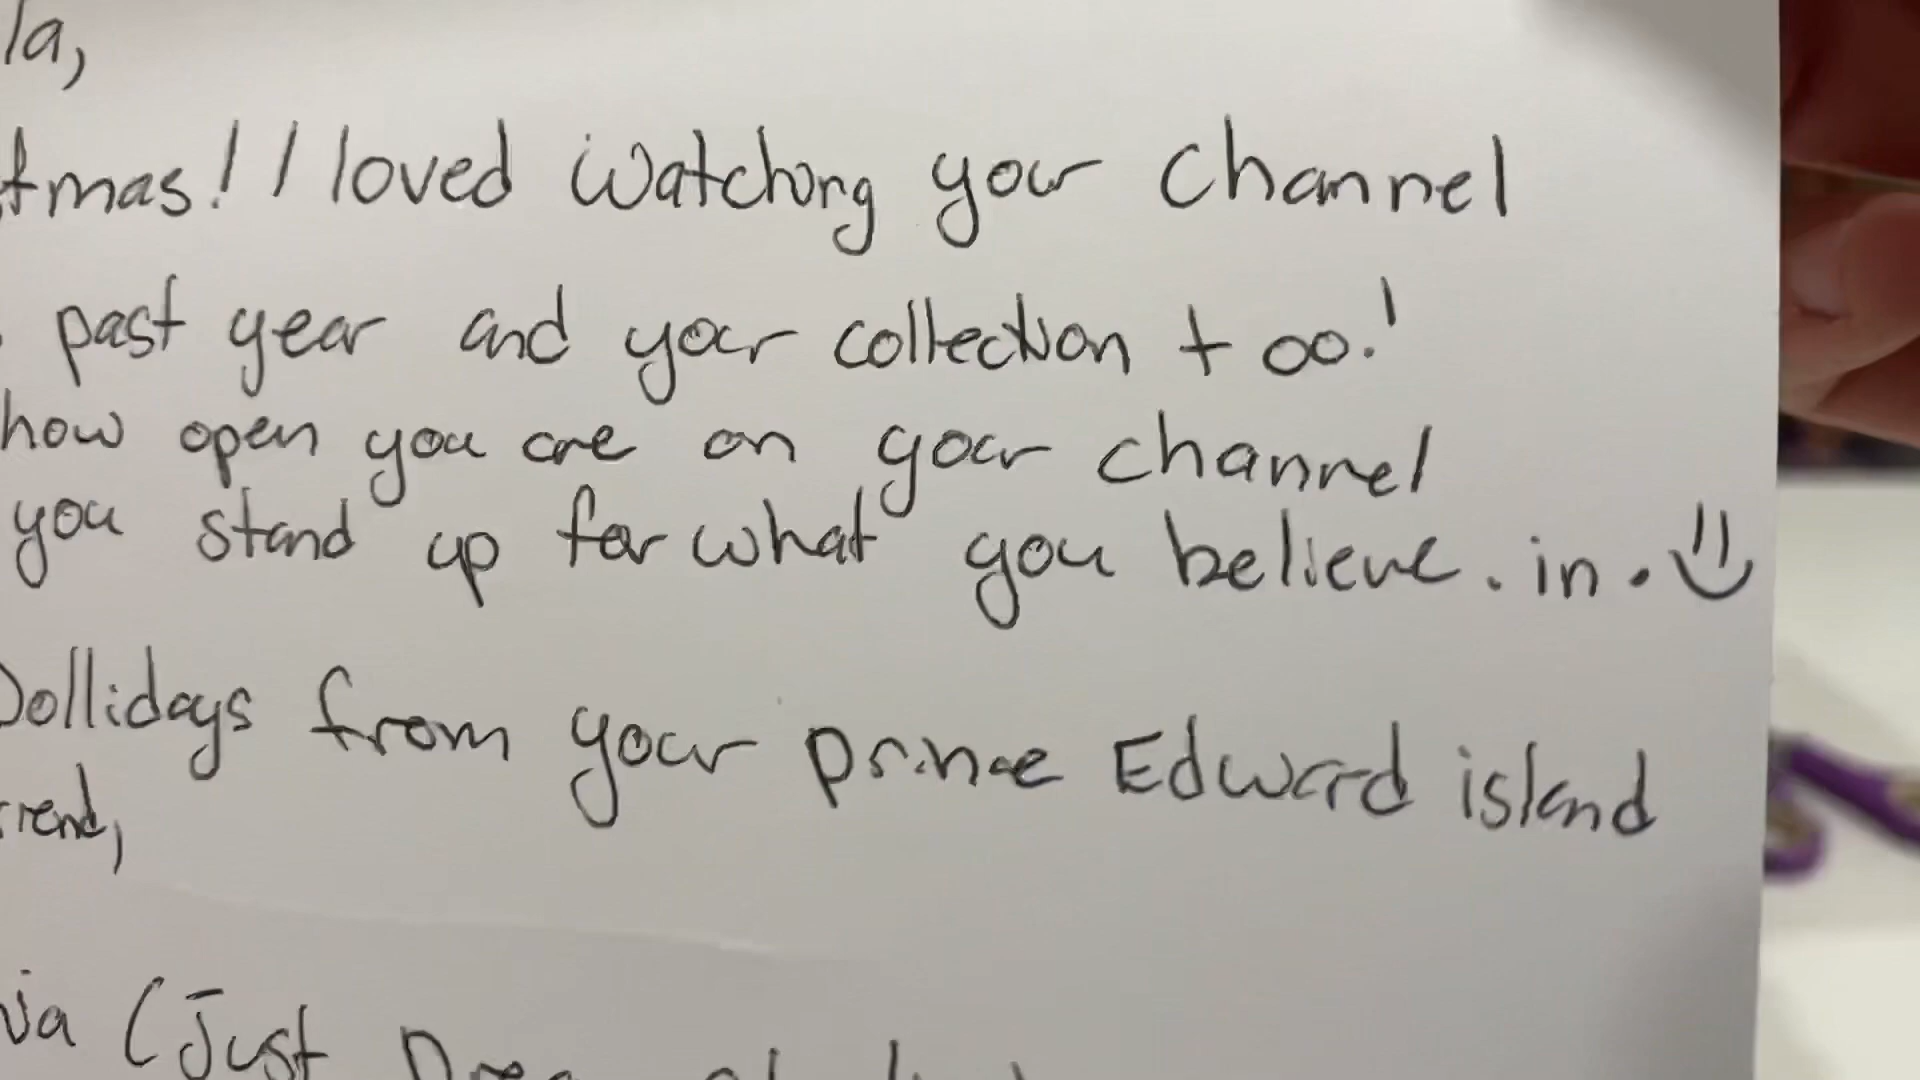 la,
tmas! I loved watching your channel
past year and your collection too!
how open you are on your channel
you stand up for what you believe. in. :)
Dollidays from your prince Edward island
riend,
via (Just